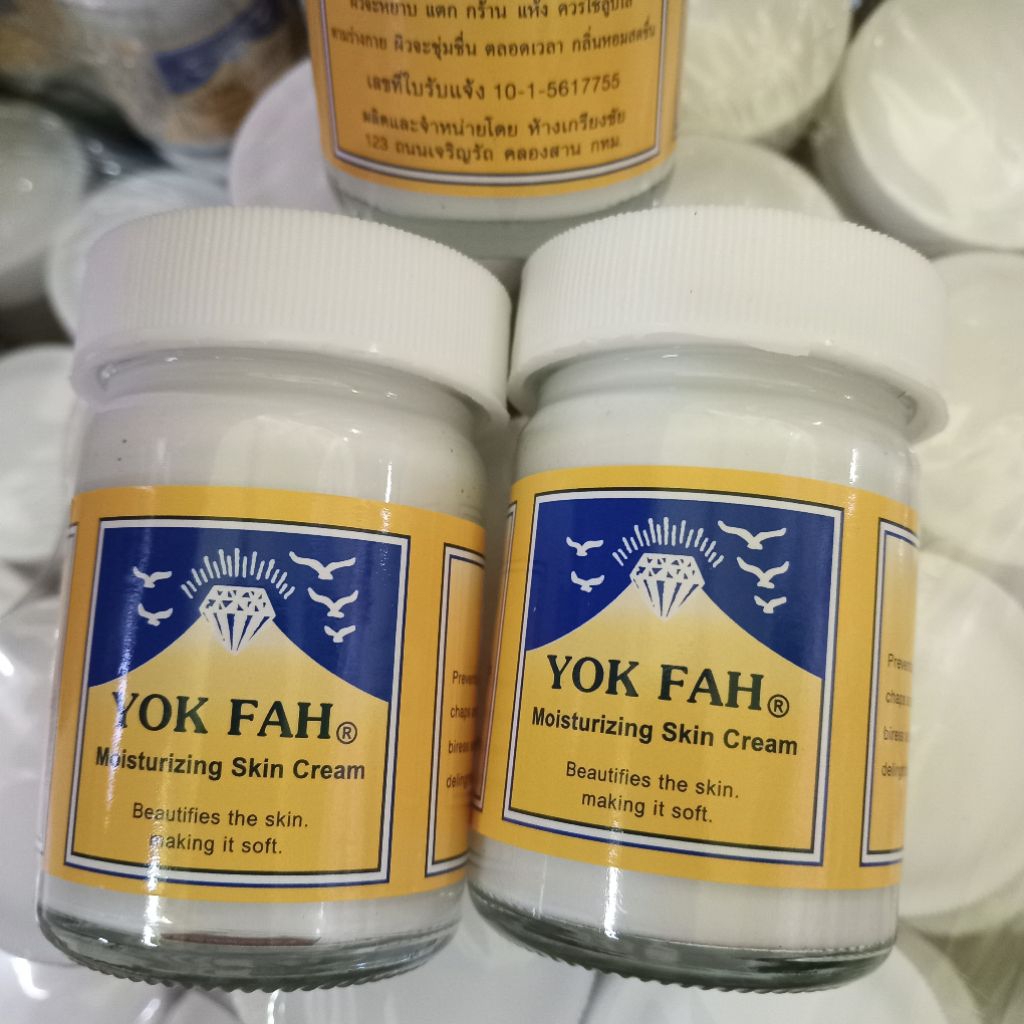 ผิวจะหยาบ แตก กร้าน แห้ง ควรใช้ลูบไล้
ตามร่างกาย ผิวจะชุ่มชื่น ตลอดเวลา กลิ่นหอมสดชื่น
เลขที่ใบรับแจ้ง 10-1-5617755
ผลิตและจำหน่ายโดย ห้างเกรียงชัย
123 ถนนเจริญรัถ คลองสาน กทม.
YOK FAH®
Moisturizing Skin Cream
Beautifies the skin.
making it soft.
YOK FAH®
Moisturizing Skin Cream
Beautifies the skin.
making it soft.